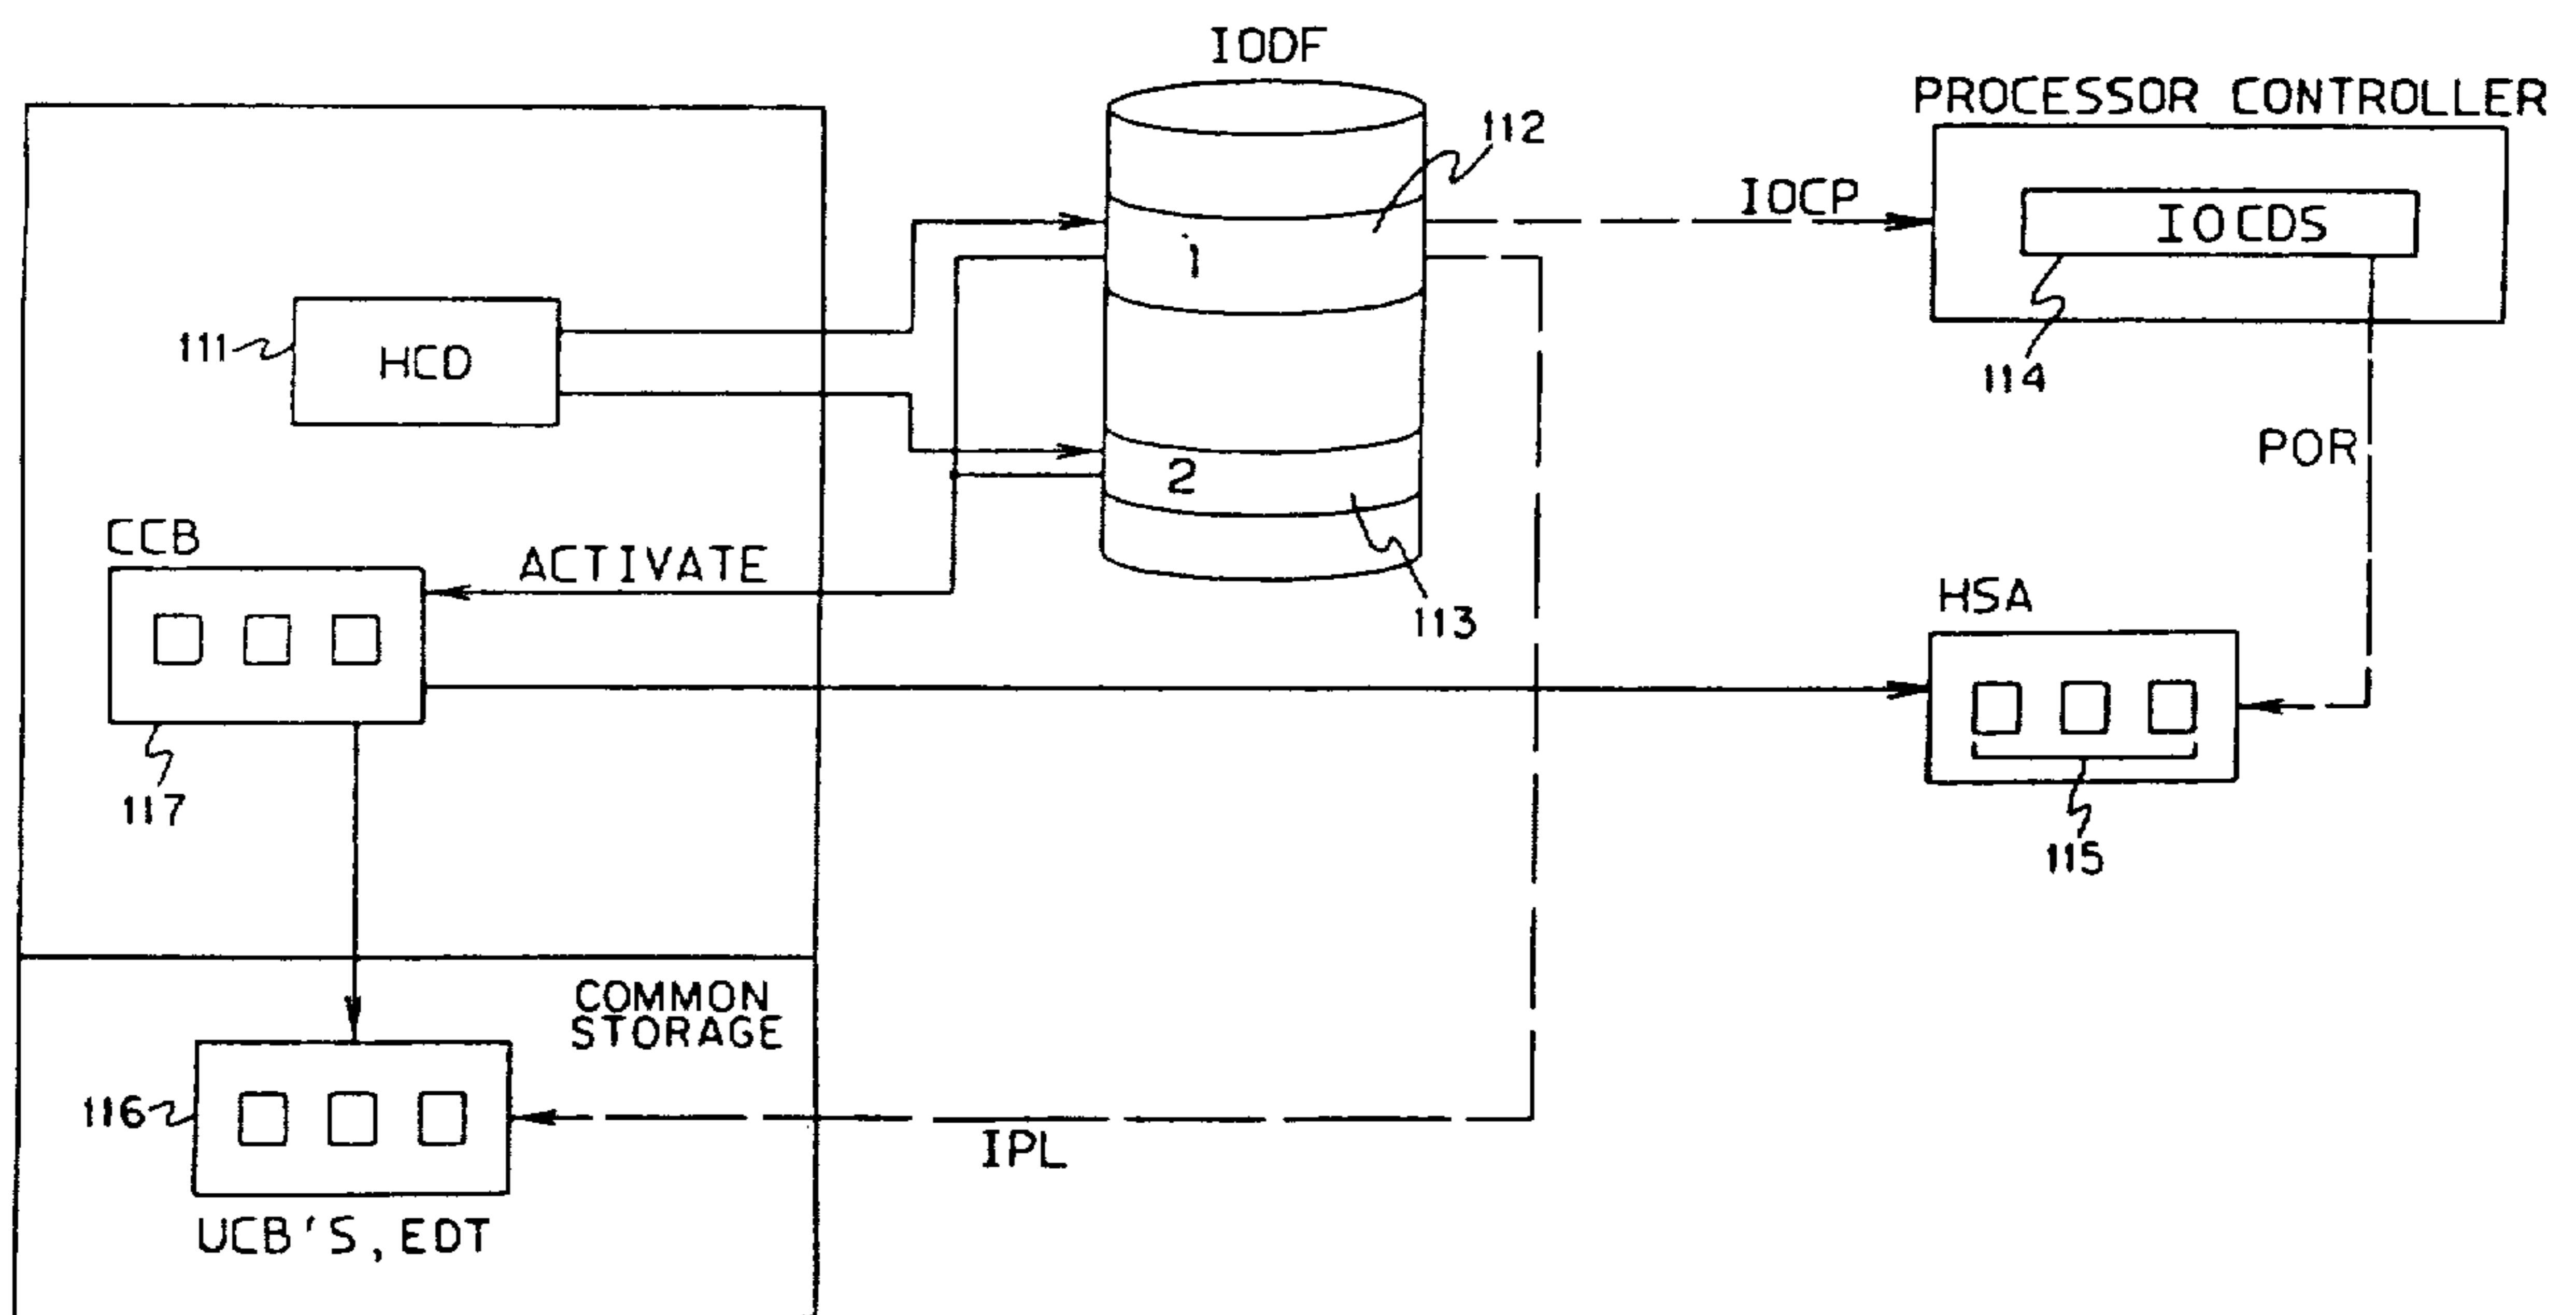 IODF
PROCESSOR CONTROLLER
112
IOCP
IOCDS
1
111
HCD
114
POR
2
CCB
ACTIVATE
113
HSA
117
115
COMMON
STORAGE
116
IPL
UCB'S, EDT